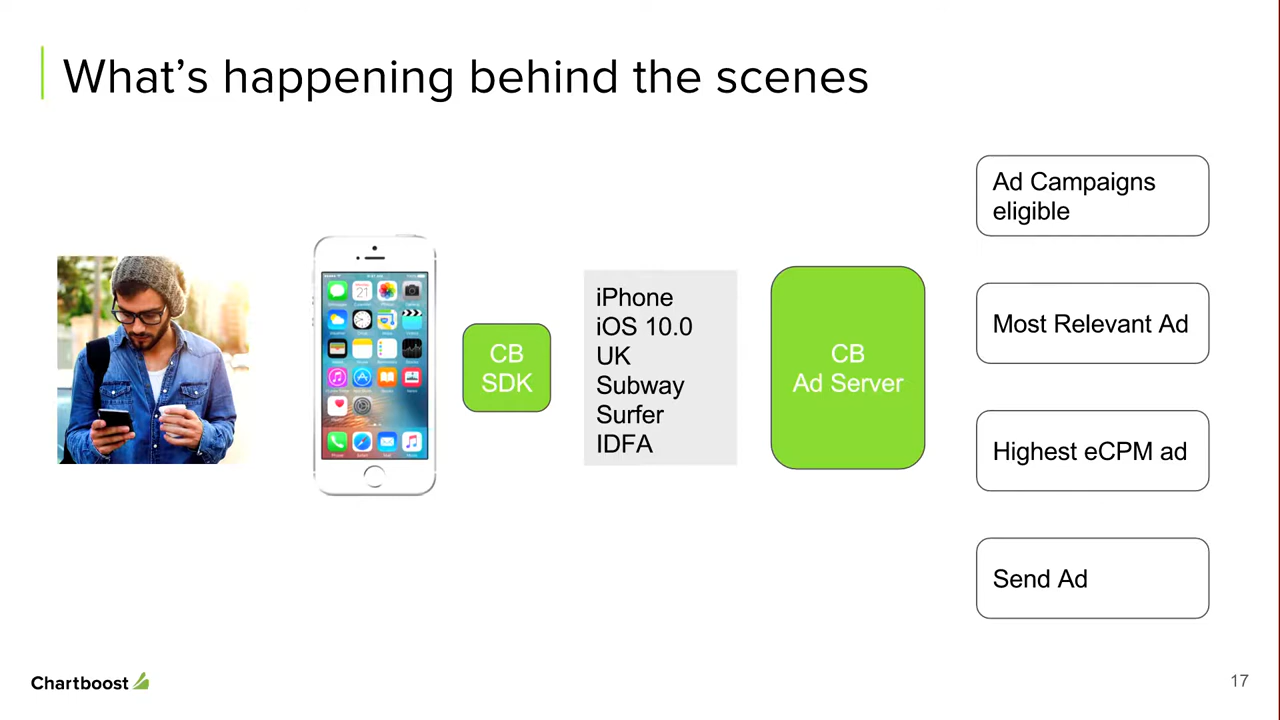 What's happening behind the scenes
iPhone
iOS 10.0
UK
Subway
Surfer
IDFA
CB
SDK
CB
Ad Server
Ad Campaigns
eligible
Most Relevant Ad
Highest eCPM ad
Send Ad
Chartboost
17